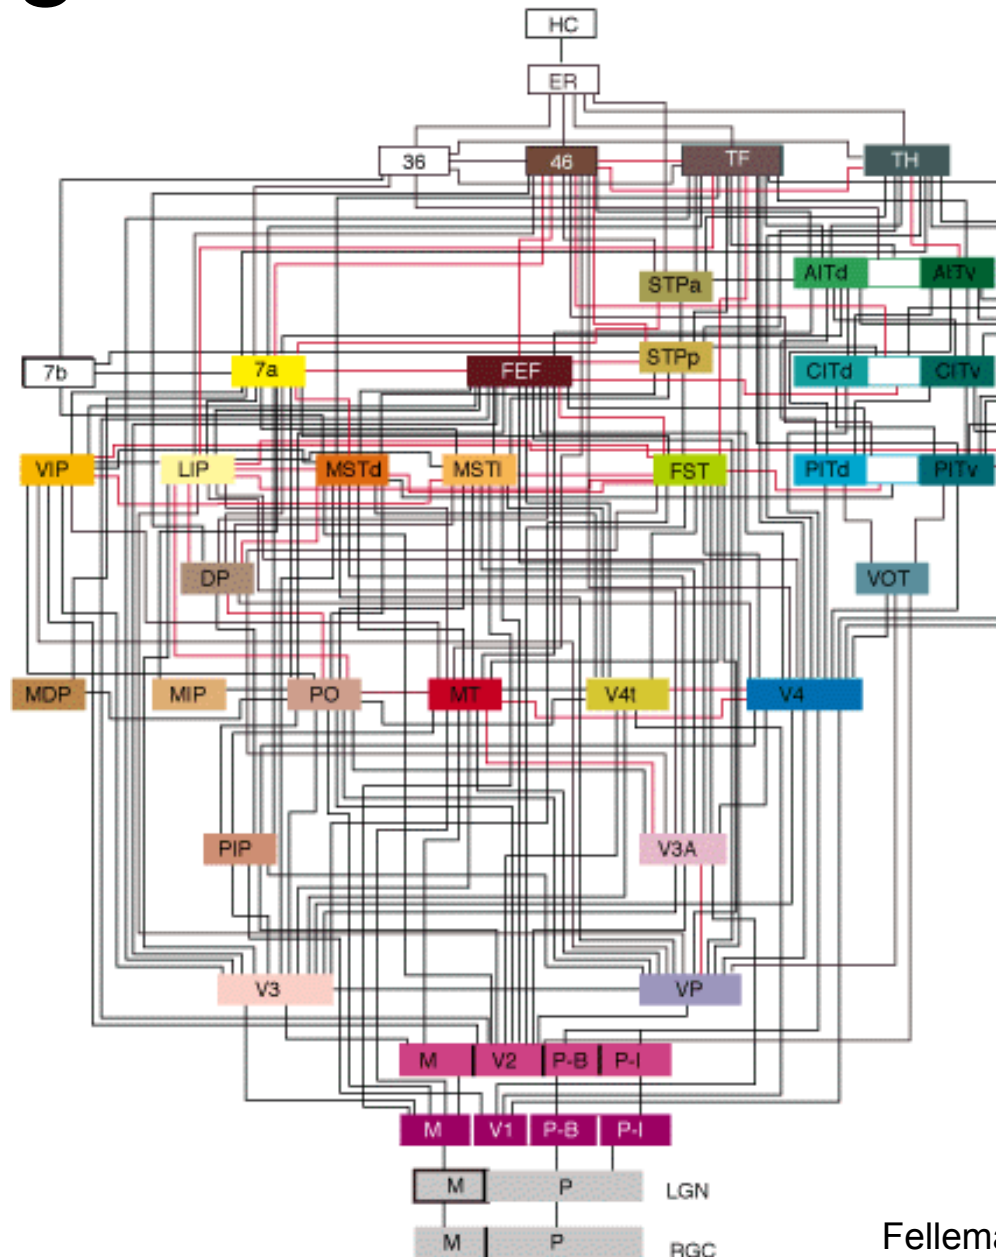 HC
ER
36 46 TF TH
STPa AITd AITv
7b 7a FEF STPp CITd CITv
VIP LIP MSTd MSTl FST PITd PITv
DP VOT
MDP MIP PO MT V4t V4
PIP V3A
V3 VP
M V2 P-B P-I
M V1 P-B P-I
M P LGN
M P RGC